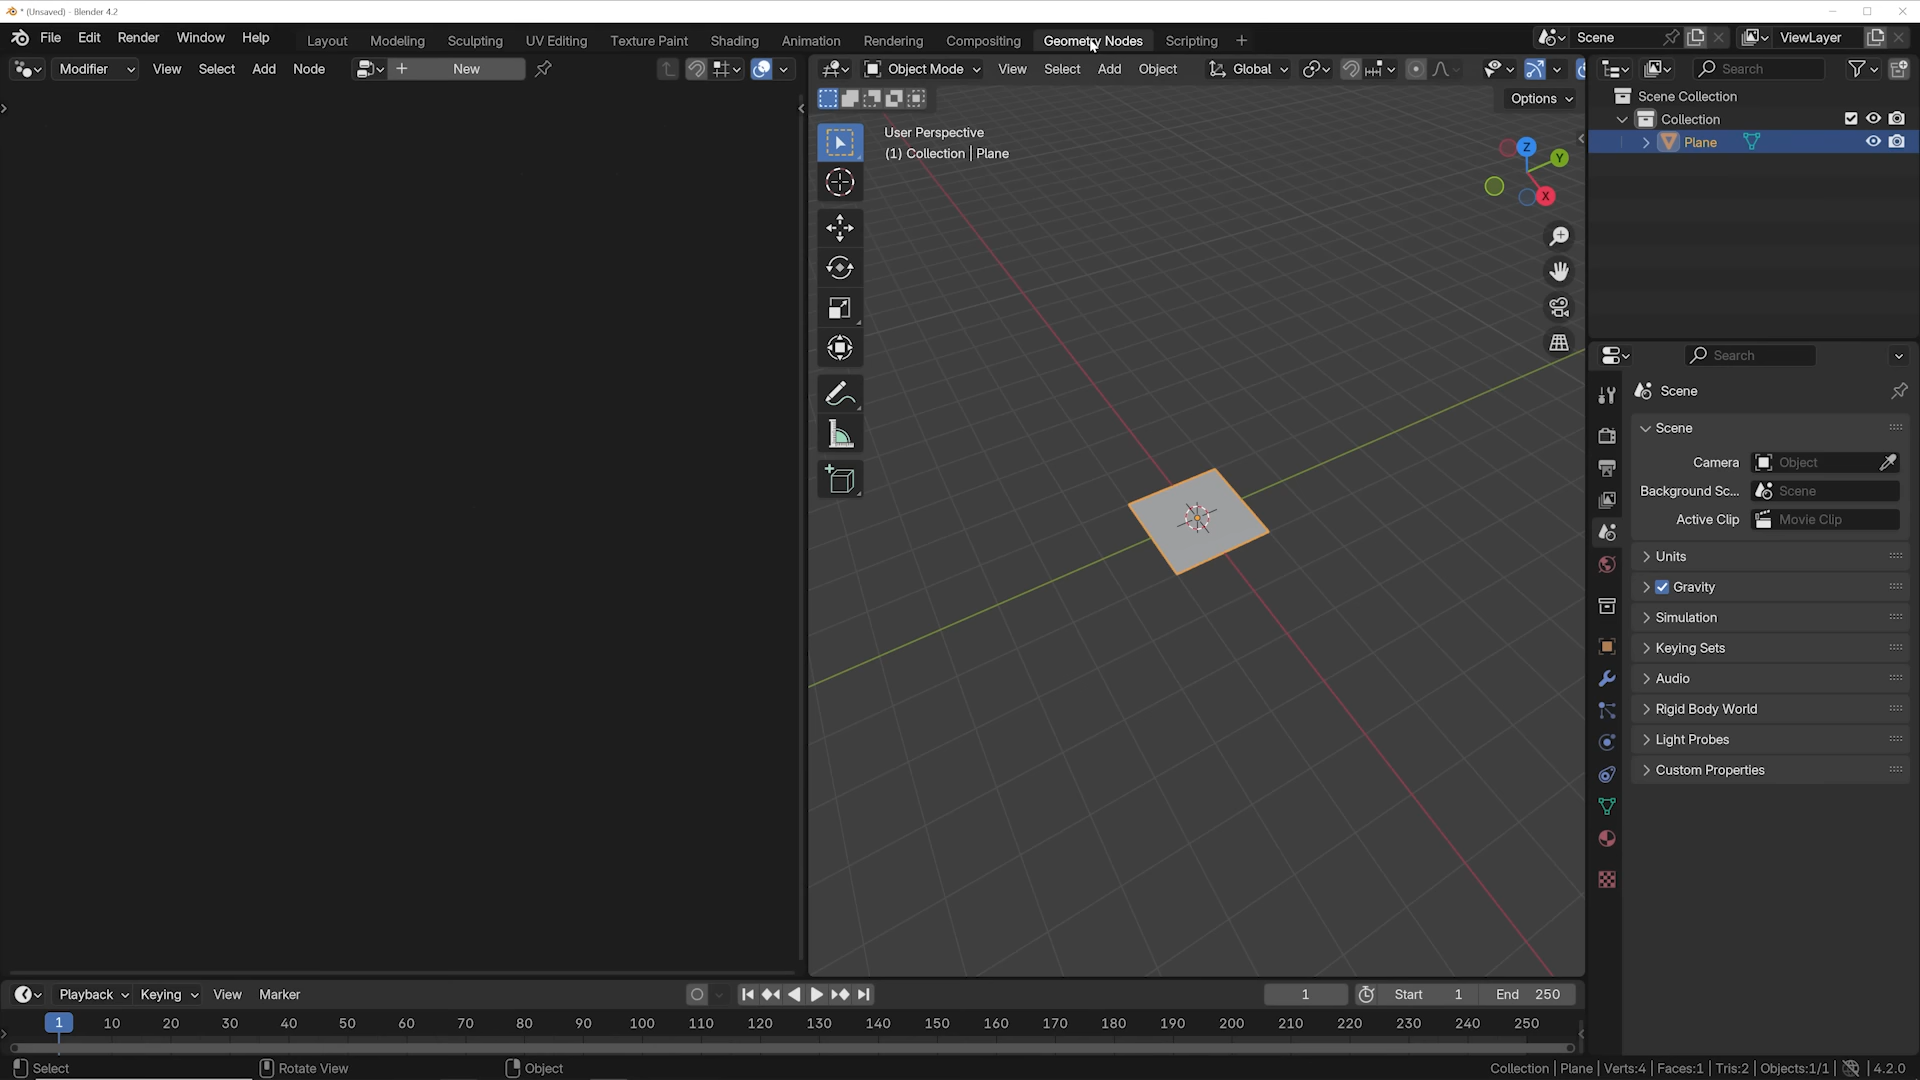 * (Unsaved) - Blender 4.2
File Edit Render Window Help Layout Modeling Sculpting UV Editing Texture Paint Shading Animation Rendering Compositing Geometry Nodes Scripting + Scene ViewLayer
Modifier View Select Add Node + New Object Mode View Select Add Object Global Search
Options
Scene Collection
Collection
Plane
User Perspective
(1) Collection | Plane
Z
Y
X
Search
Scene
Scene
Camera Object
Background Sc... Scene
Active Clip Movie Clip
Units
Gravity
Simulation
Keying Sets
Audio
Rigid Body World
Light Probes
Custom Properties
Playback Keying View Marker 1 Start 1 End 250
1 10 20 30 40 50 60 70 80 90 100 110 120 130 140 150 160 170 180 190 200 210 220 230 240 250
Select Rotate View Object Collection | Plane | Verts:4 | Faces:1 | Tris:2 | Objects:1/1 | 4.2.0